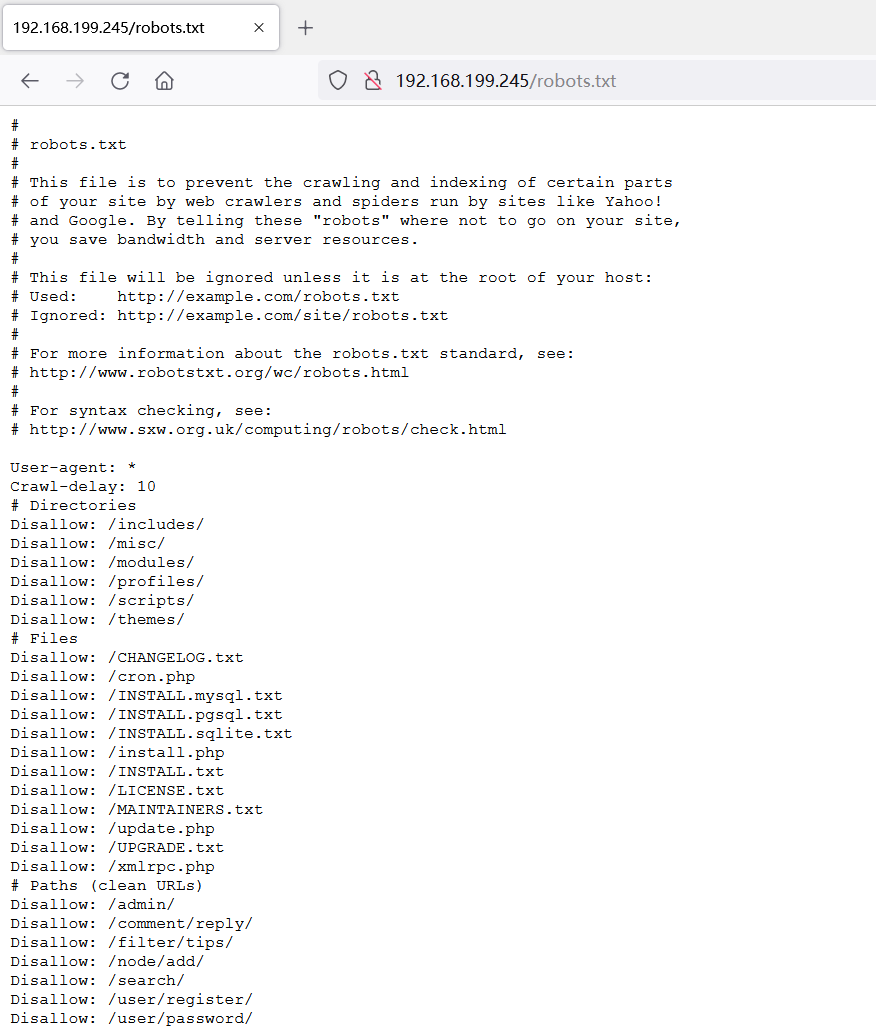 192.168.199.245/robots.txt
192.168.199.245/robots.txt
#
# robots.txt
#
# This file is to prevent the crawling and indexing of certain parts
# of your site by web crawlers and spiders run by sites like Yahoo!
# and Google. By telling these "robots" where not to go on your site,
# you save bandwidth and server resources.
#
# This file will be ignored unless it is at the root of your host:
# Used:    http://example.com/robots.txt
# Ignored: http://example.com/site/robots.txt
#
# For more information about the robots.txt standard, see:
# http://www.robotstxt.org/wc/robots.html
#
# For syntax checking, see:
# http://www.sxw.org.uk/computing/robots/check.html

User-agent: *
Crawl-delay: 10
# Directories
Disallow: /includes/
Disallow: /misc/
Disallow: /modules/
Disallow: /profiles/
Disallow: /scripts/
Disallow: /themes/
# Files
Disallow: /CHANGELOG.txt
Disallow: /cron.php
Disallow: /INSTALL.mysql.txt
Disallow: /INSTALL.pgsql.txt
Disallow: /INSTALL.sqlite.txt
Disallow: /install.php
Disallow: /INSTALL.txt
Disallow: /LICENSE.txt
Disallow: /MAINTAINERS.txt
Disallow: /update.php
Disallow: /UPGRADE.txt
Disallow: /xmlrpc.php
# Paths (clean URLs)
Disallow: /admin/
Disallow: /comment/reply/
Disallow: /filter/tips/
Disallow: /node/add/
Disallow: /search/
Disallow: /user/register/
Disallow: /user/password/